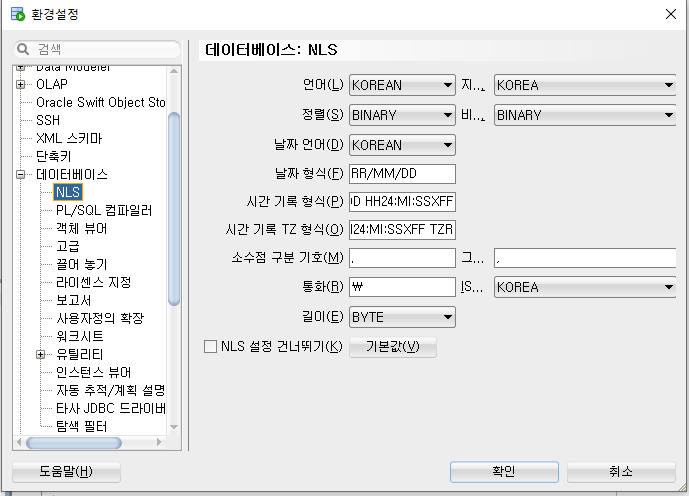 환경설정
검색
데이터베이스: NLS
Data Modeler
OLAP
Oracle Swift Object Sto
SSH
XML 스키마
단축키
데이터베이스
NLS
PL/SQL 컴파일러
객체 뷰어
고급
끌어 놓기
라이센스 지정
보고서
사용자정의 확장
워크시트
유틸리티
인스턴스 뷰어
자동 추적/계획 설명
타사 JDBC 드라이버
탐색 필터
언어(L) KOREAN 지... KOREA
정렬(S) BINARY 비... BINARY
날짜 언어(D) KOREAN
날짜 형식(F) RR/MM/DD
시간 기록 형식(P) D HH24:MI:SSXFF
시간 기록 TZ 형식(O) I24:MI:SSXFF TZR
소수점 구분 기호(M) . 그... ,
통화(R) ₩ IS... KOREA
길이(E) BYTE
NLS 설정 건너뛰기(K) 기본값(V)
도움말(H) 확인 취소